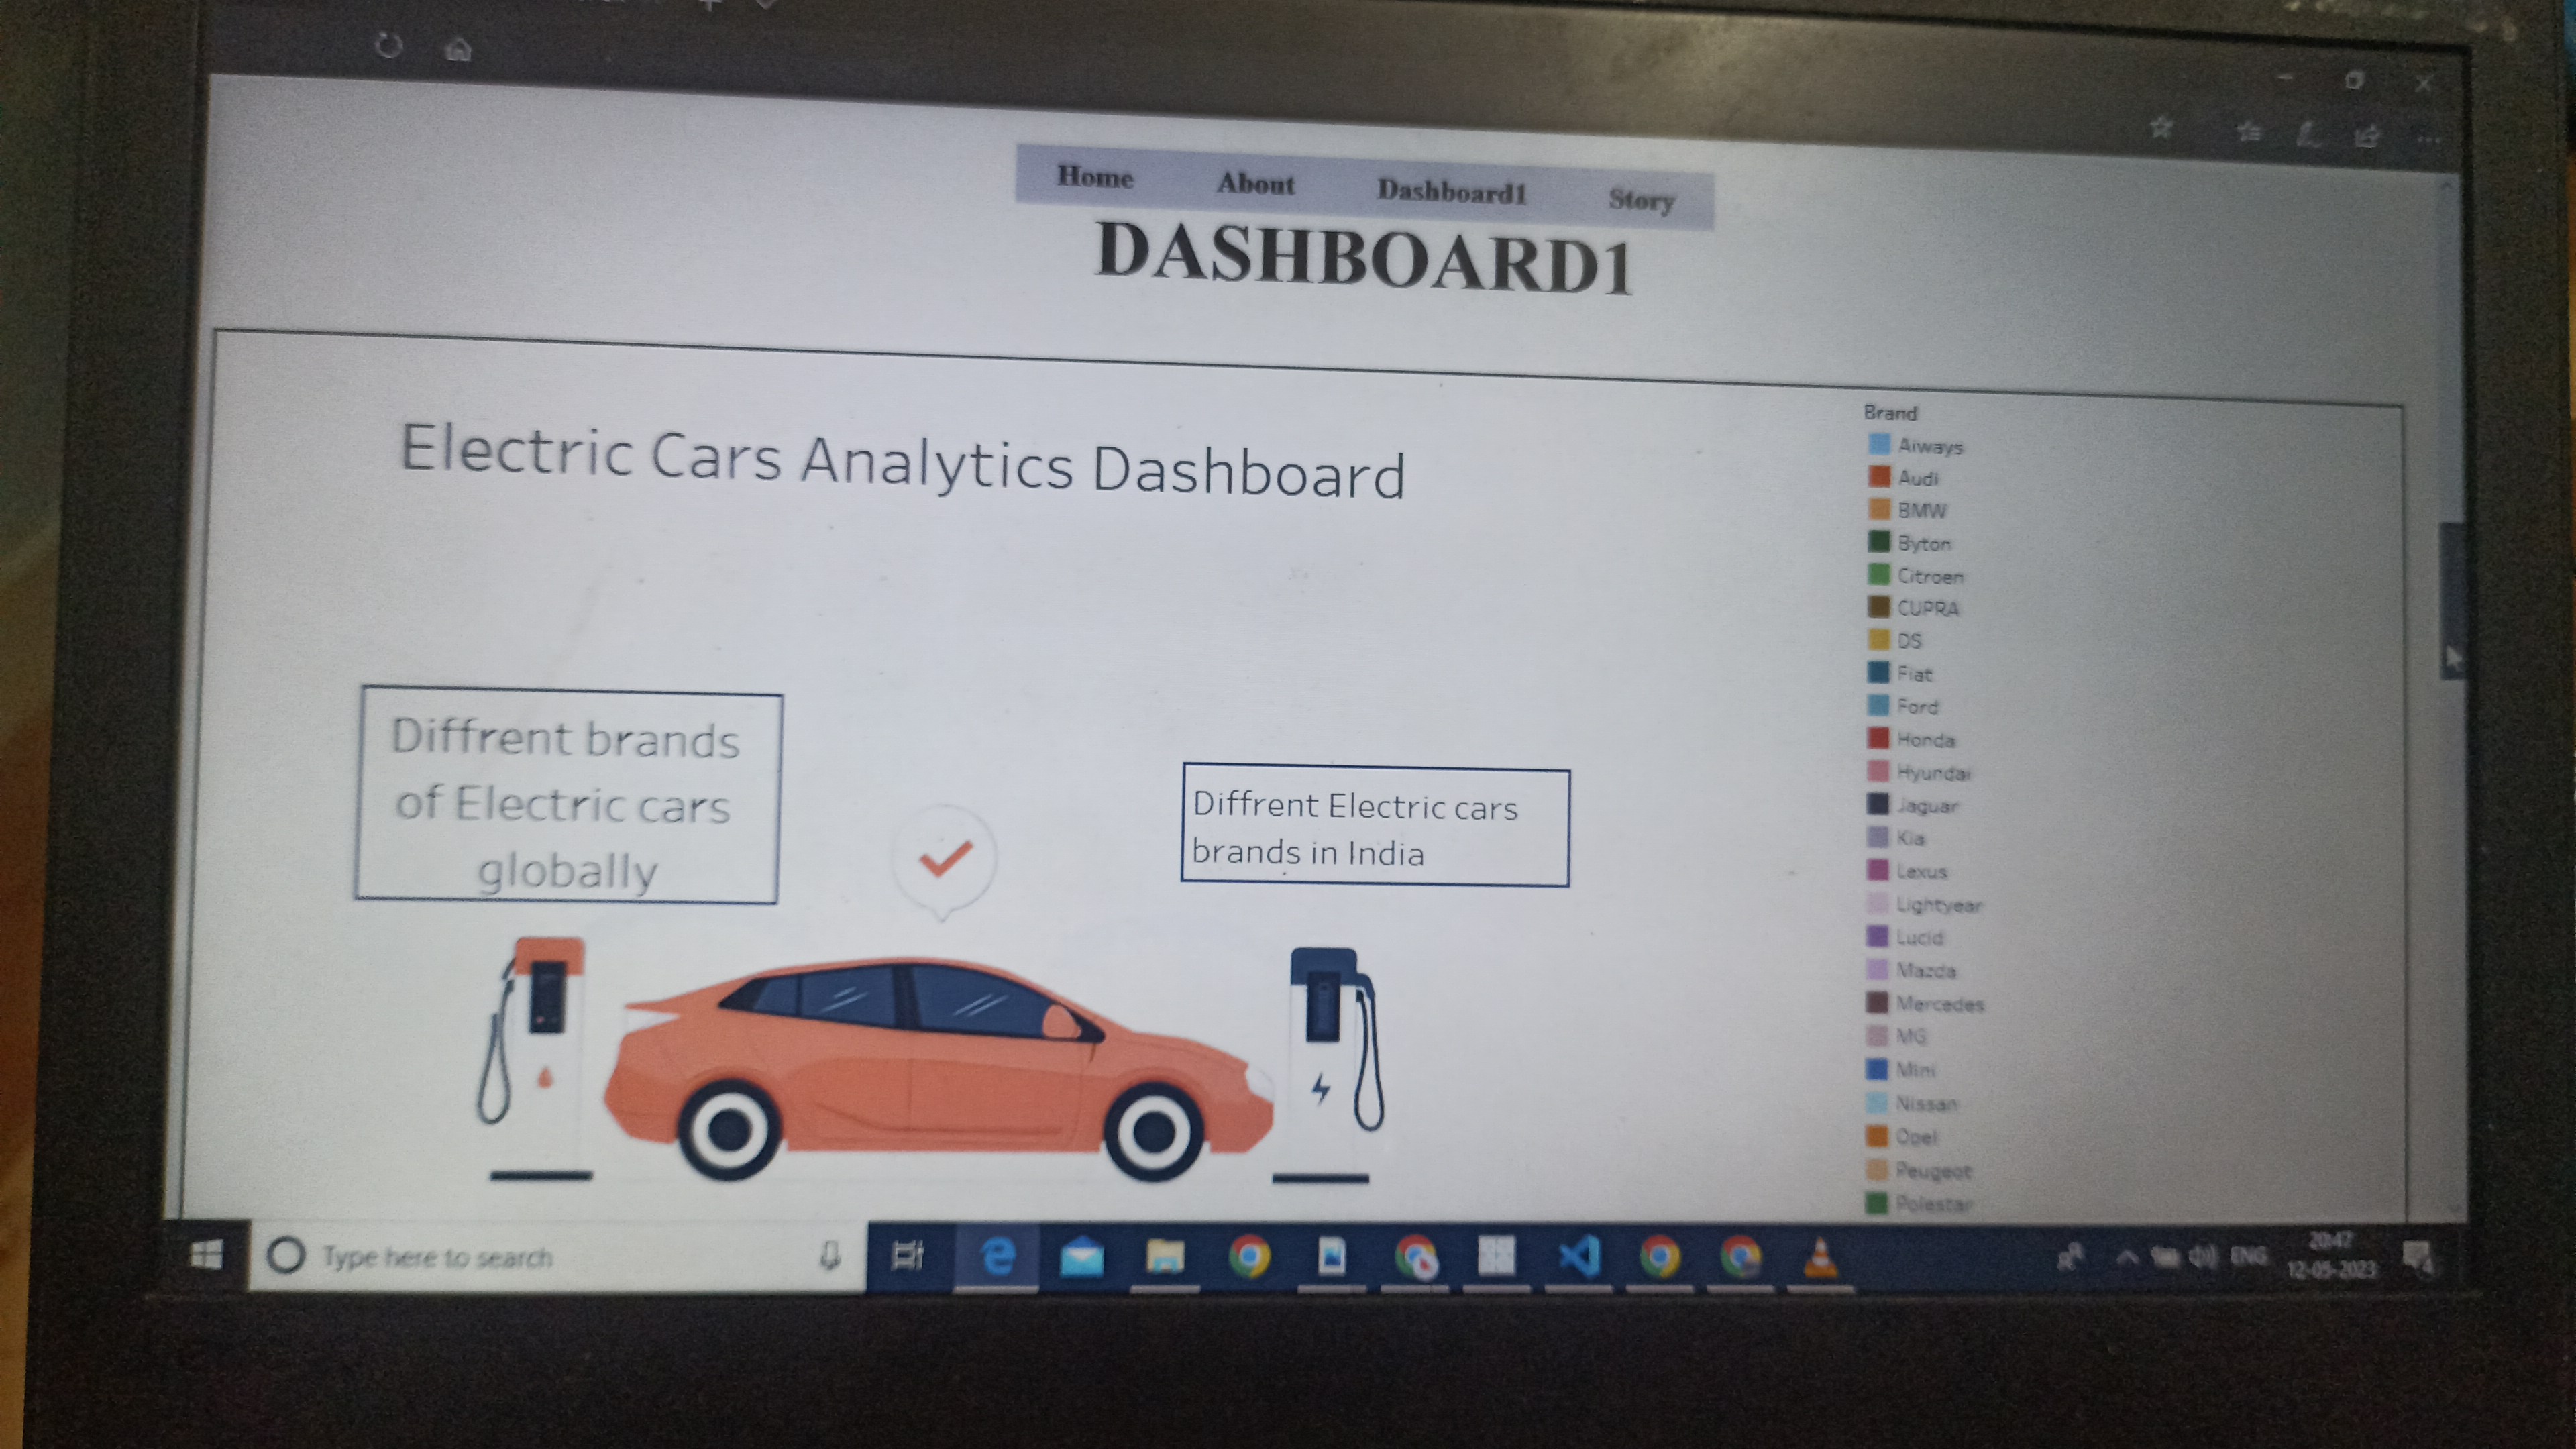 Home About Dashboard1 Story
DASHBOARD1
Electric Cars Analytics Dashboard
Diffrent brands
of Electric cars
globally
Diffrent Electric cars
brands in India
Brand
Aiways
Audi
BMW
Byton
Citroen
CUPRA
DS
Fiat
Ford
Honda
Hyundai
Jaguar
Kia
Lexus
Lightyear
Lucid
Mazda
Mercedes
MG
Mini
Nissan
Opel
Peugeot
Polestar
Type here to search
ENG
20:47
12-05-2023
4